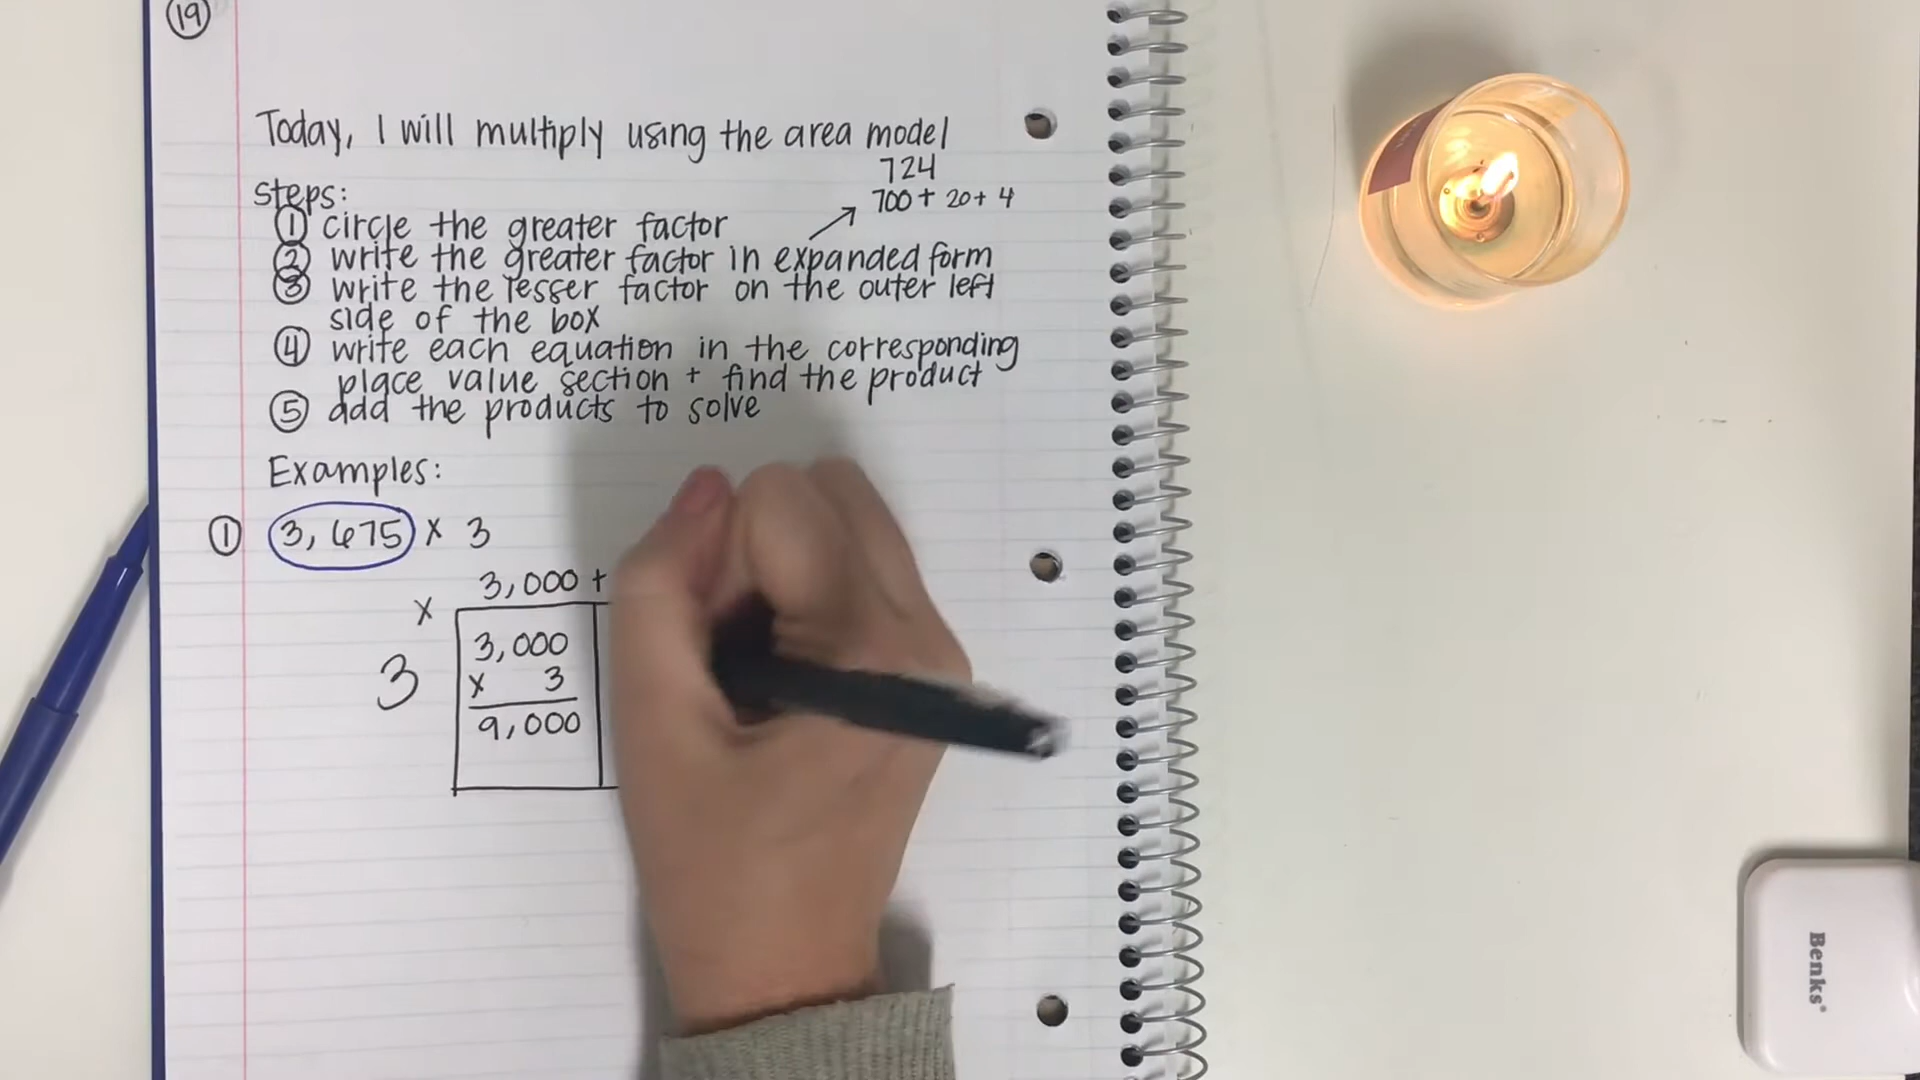 19
Today, I will multiply using the area model
724
700 + 20 + 4
steps:
① circle the greater factor
② write the greater factor in expanded form
③ write the lesser factor on the outer left
side of the box
④ write each equation in the corresponding
place value section + find the product
⑤ add the products to solve
Examples:
① 3,675 x 3
3,000 +
x
3,000
3 x 3
9,000
Benks